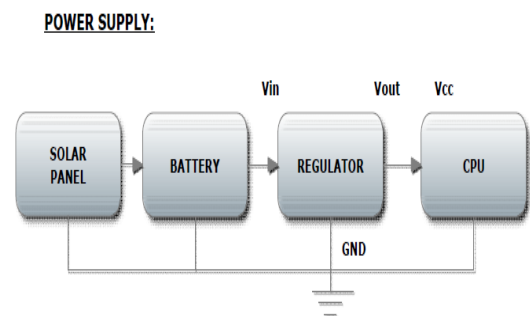 POWER SUPPLY:
Vin Vout Vcc
SOLAR
PANEL
BATTERY
REGULATOR
CPU
GND